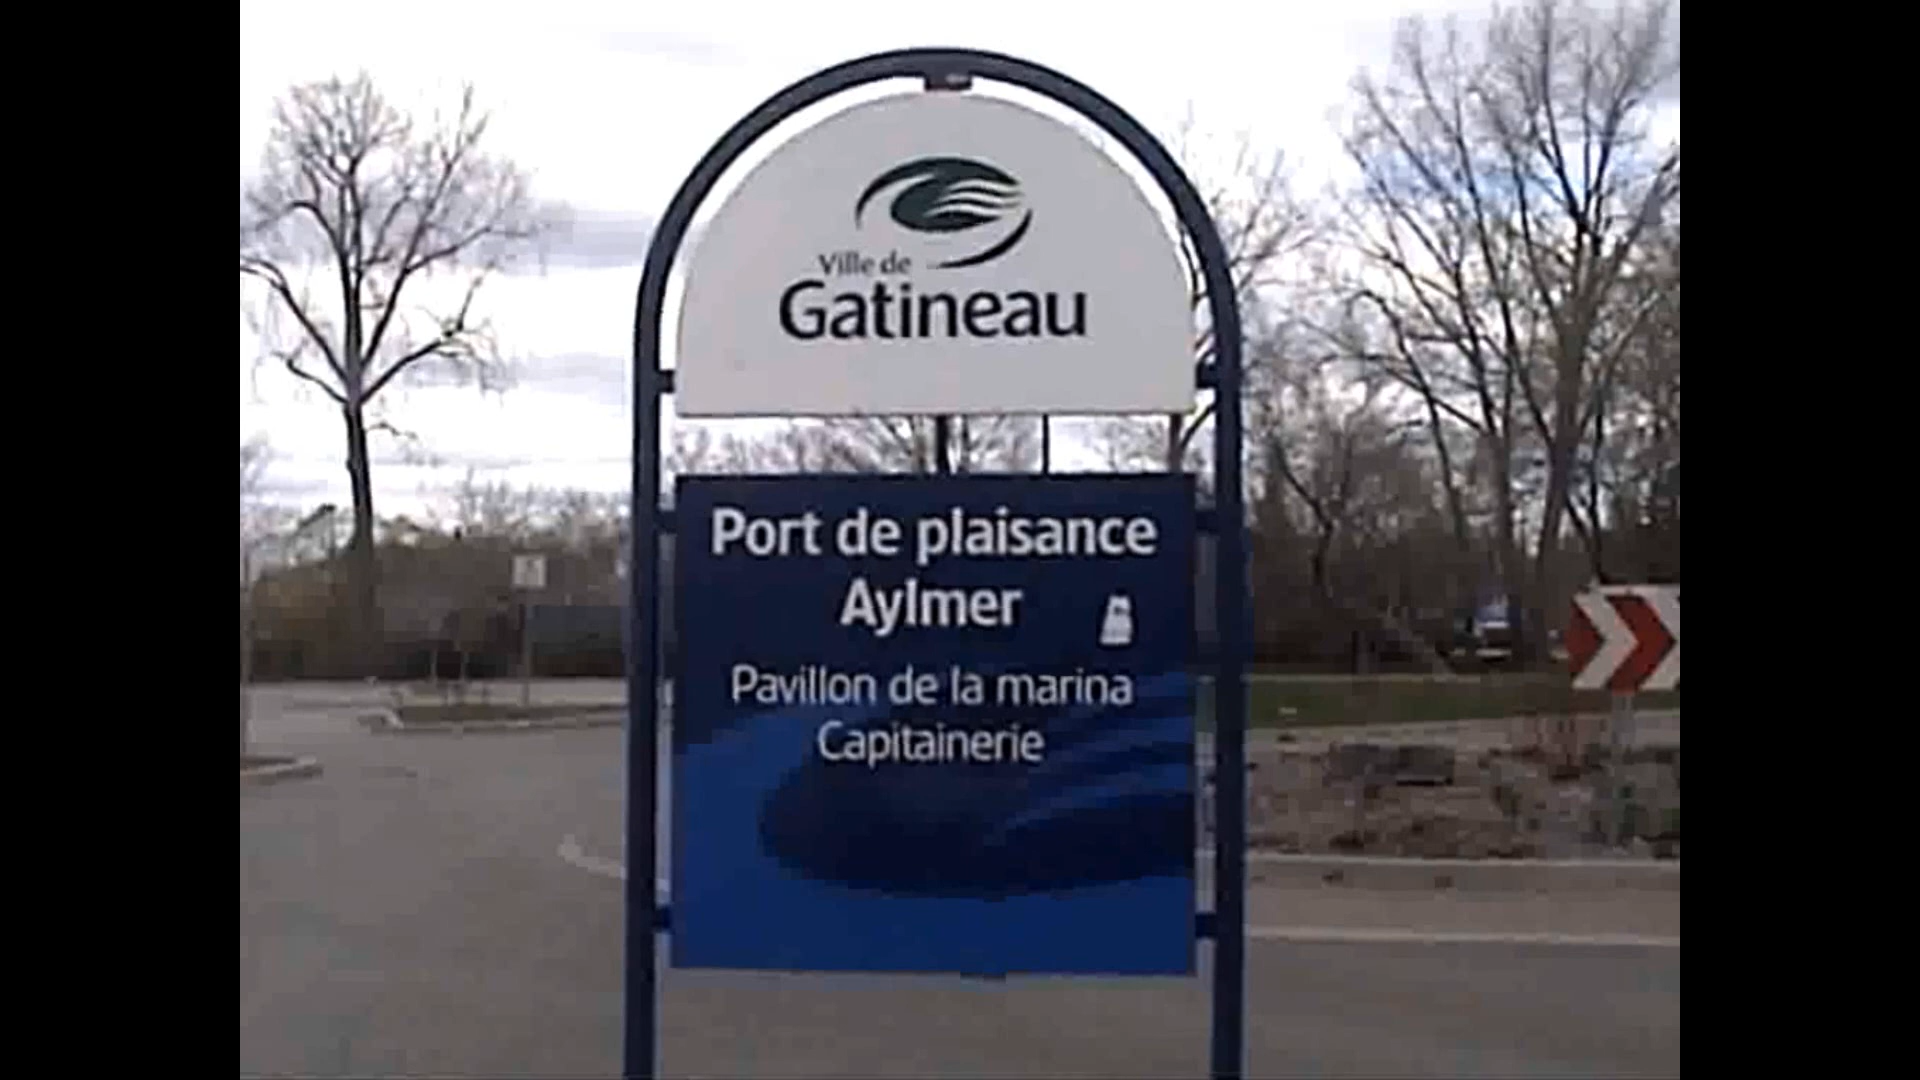 Ville de
Gatineau
Port de plaisance
Aylmer
Pavillon de la marina
Capitainerie